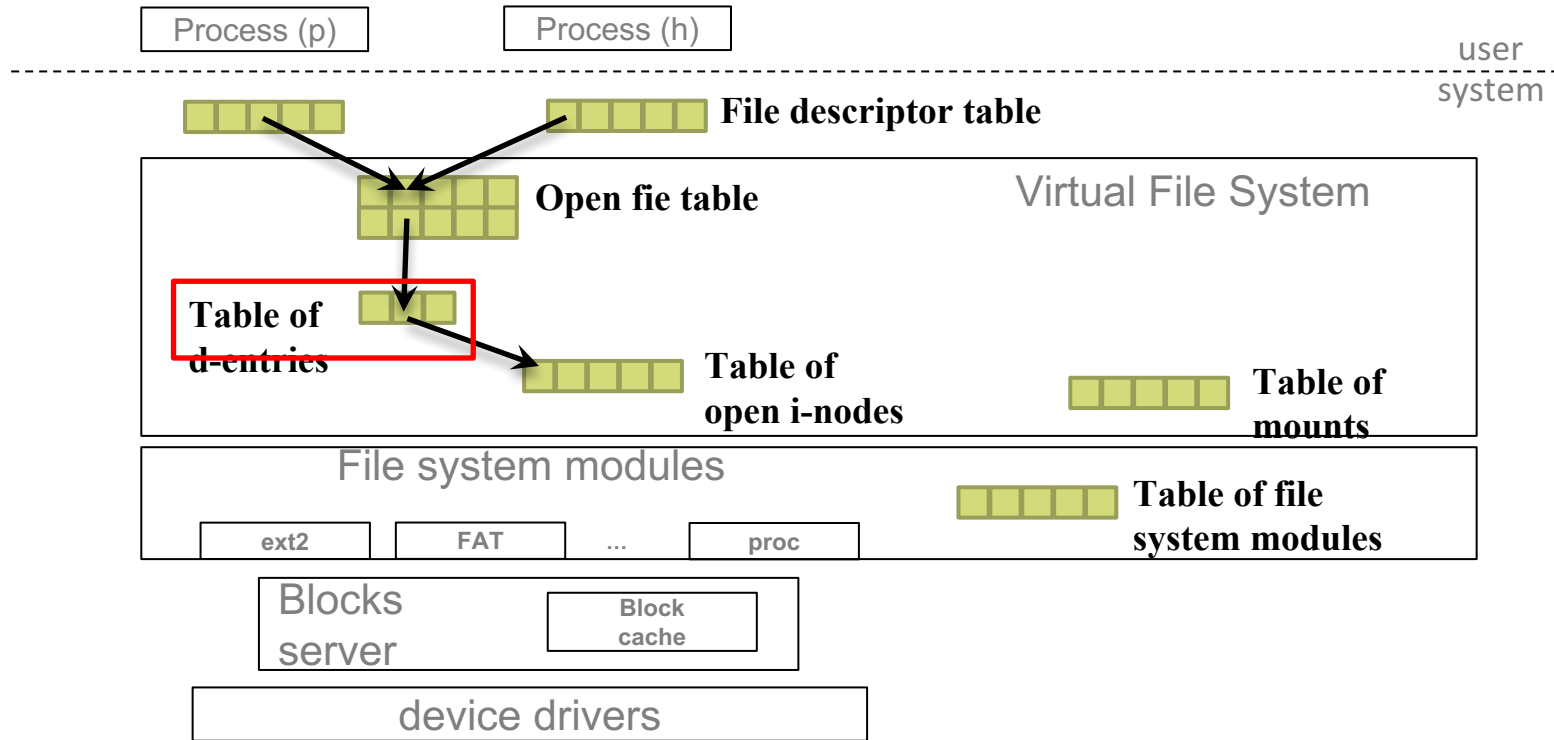 Process (p)
Process (h)
user
system
File descriptor table
Open fie table
Virtual File System
Table of
d-entries
Table of
open i-nodes
Table of
mounts
File system modules
Table of file
system modules
ext2
FAT
...
proc
Blocks
server
Block
cache
device drivers